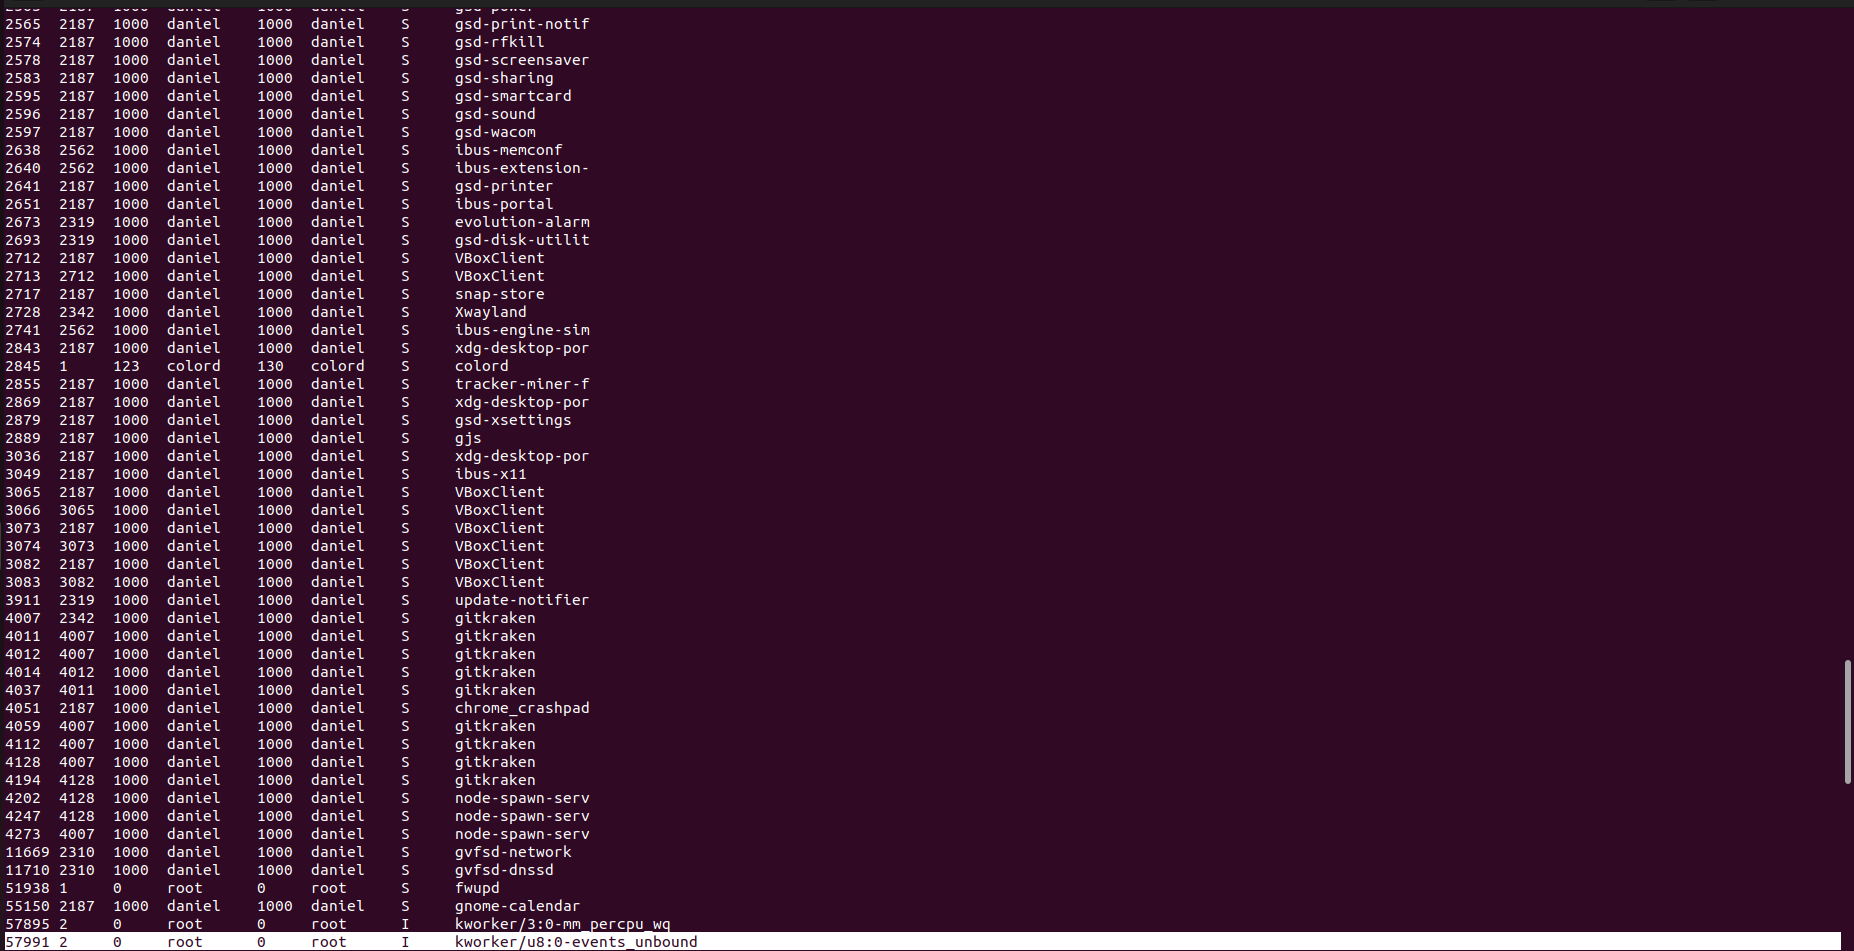 2565 2187 1000 daniel 1000 daniel S gsd-print-notif
2574 2187 1000 daniel 1000 daniel S gsd-rfkill
2578 2187 1000 daniel 1000 daniel S gsd-screensaver
2583 2187 1000 daniel 1000 daniel S gsd-sharing
2595 2187 1000 daniel 1000 daniel S gsd-smartcard
2596 2187 1000 daniel 1000 daniel S gsd-sound
2597 2187 1000 daniel 1000 daniel S gsd-wacom
2638 2562 1000 daniel 1000 daniel S ibus-memconf
2640 2562 1000 daniel 1000 daniel S ibus-extension-
2641 2187 1000 daniel 1000 daniel S gsd-printer
2651 2187 1000 daniel 1000 daniel S ibus-portal
2673 2319 1000 daniel 1000 daniel S evolution-alarm
2693 2319 1000 daniel 1000 daniel S gsd-disk-utilit
2712 2187 1000 daniel 1000 daniel S VBoxClient
2713 2712 1000 daniel 1000 daniel S VBoxClient
2717 2187 1000 daniel 1000 daniel S snap-store
2728 2342 1000 daniel 1000 daniel S Xwayland
2741 2562 1000 daniel 1000 daniel S ibus-engine-sim
2843 2187 1000 daniel 1000 daniel S xdg-desktop-por
2845 1 123 colord 130 colord S colord
2855 2187 1000 daniel 1000 daniel S tracker-miner-f
2869 2187 1000 daniel 1000 daniel S xdg-desktop-por
2879 2187 1000 daniel 1000 daniel S gsd-xsettings
2889 2187 1000 daniel 1000 daniel S gjs
3036 2187 1000 daniel 1000 daniel S xdg-desktop-por
3049 2187 1000 daniel 1000 daniel S ibus-x11
3065 2187 1000 daniel 1000 daniel S VBoxClient
3066 3065 1000 daniel 1000 daniel S VBoxClient
3073 2187 1000 daniel 1000 daniel S VBoxClient
3074 3073 1000 daniel 1000 daniel S VBoxClient
3082 2187 1000 daniel 1000 daniel S VBoxClient
3083 3082 1000 daniel 1000 daniel S VBoxClient
3911 2319 1000 daniel 1000 daniel S update-notifier
4007 2342 1000 daniel 1000 daniel S gitkraken
4011 4007 1000 daniel 1000 daniel S gitkraken
4012 4007 1000 daniel 1000 daniel S gitkraken
4014 4012 1000 daniel 1000 daniel S gitkraken
4037 4011 1000 daniel 1000 daniel S gitkraken
4051 2187 1000 daniel 1000 daniel S chrome_crashpad
4059 4007 1000 daniel 1000 daniel S gitkraken
4112 4007 1000 daniel 1000 daniel S gitkraken
4128 4007 1000 daniel 1000 daniel S gitkraken
4194 4128 1000 daniel 1000 daniel S gitkraken
4202 4128 1000 daniel 1000 daniel S node-spawn-serv
4247 4128 1000 daniel 1000 daniel S node-spawn-serv
4273 4007 1000 daniel 1000 daniel S node-spawn-serv
11669 2310 1000 daniel 1000 daniel S gvfsd-network
11710 2310 1000 daniel 1000 daniel S gvfsd-dnssd
51938 1 0 root 0 root S fwupd
55150 2187 1000 daniel 1000 daniel S gnome-calendar
57895 2 0 root 0 root I kworker/3:0-mm_percpu_wq
57991 2 0 root 0 root I kworker/u8:0-events_unbound